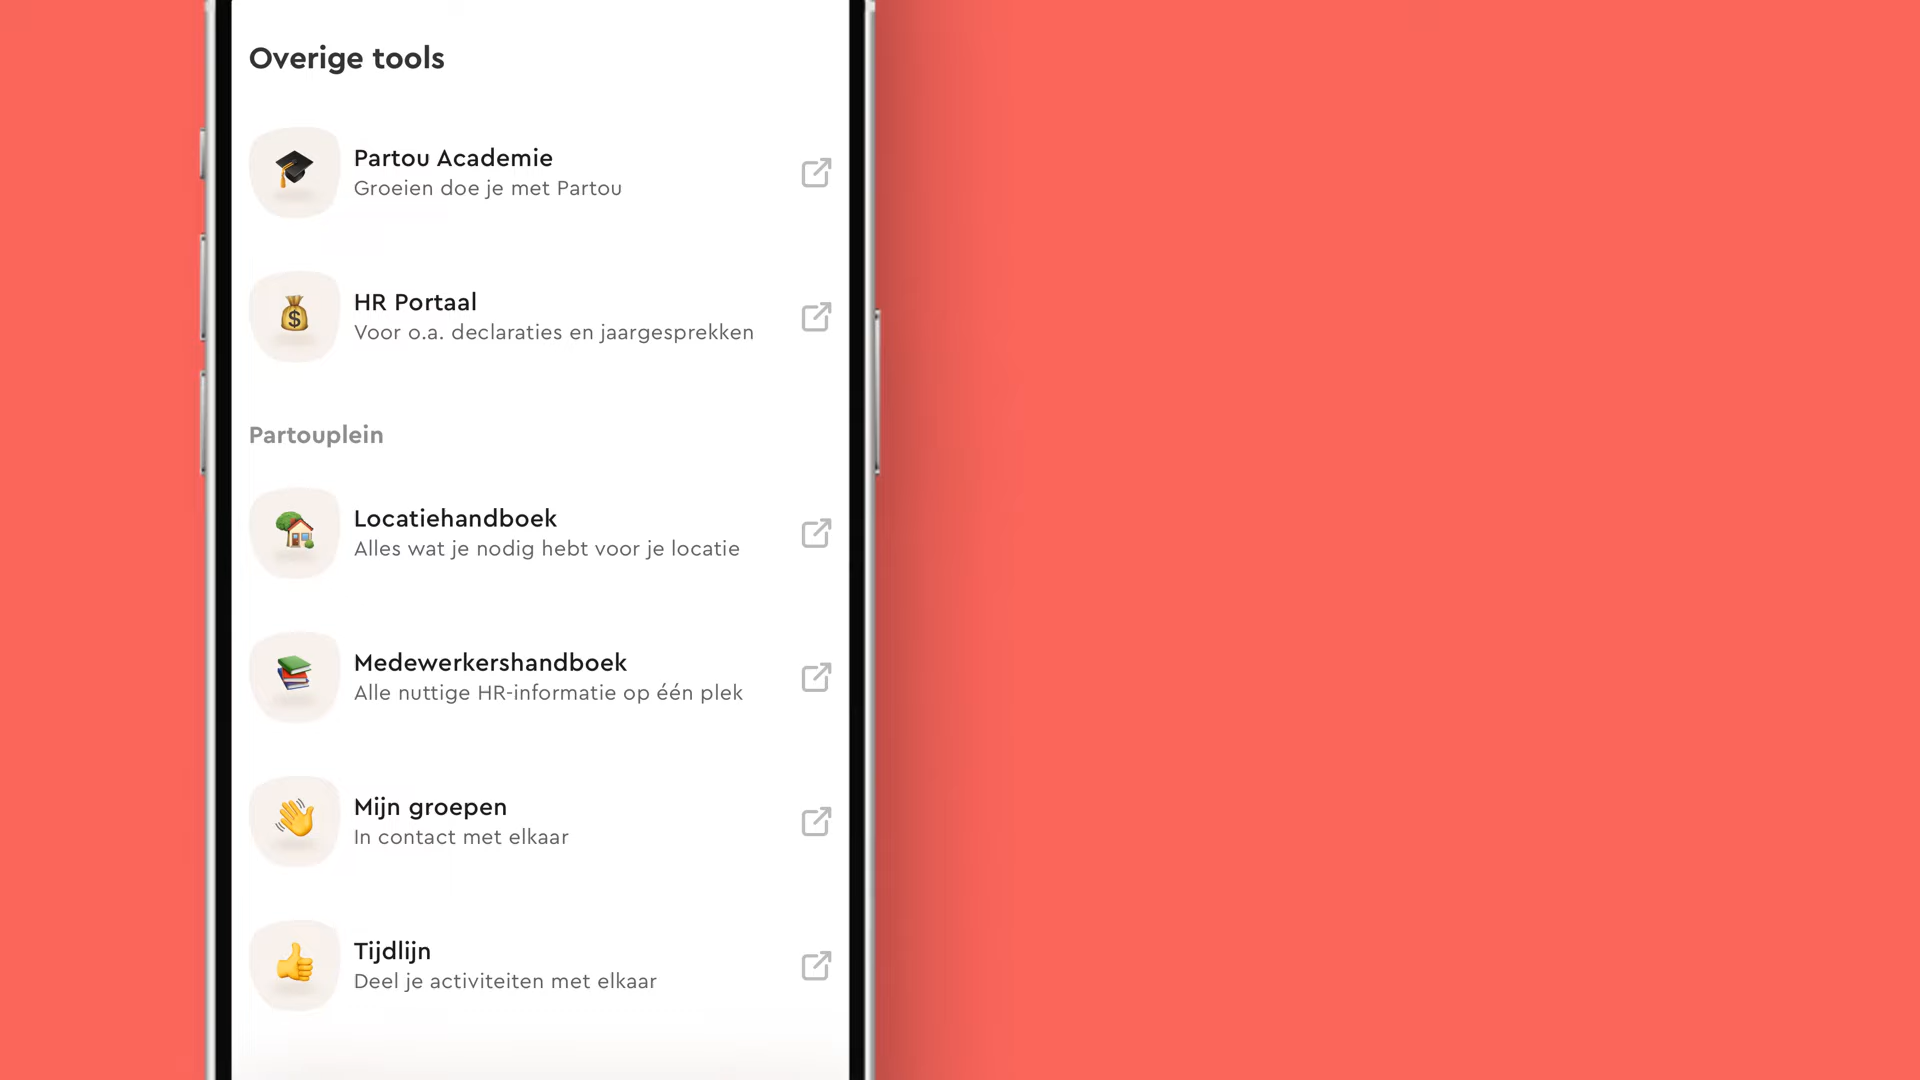 Overige tools
Partou Academie
Groeien doe je met Partou
HR Portaal
Voor o.a. declaraties en jaargesprekken
Partouplein
Locatiehandboek
Alles wat je nodig hebt voor je locatie
Medewerkershandboek
Alle nuttige HR-informatie op één plek
Mijn groepen
In contact met elkaar
Tijdlijn
Deel je activiteiten met elkaar